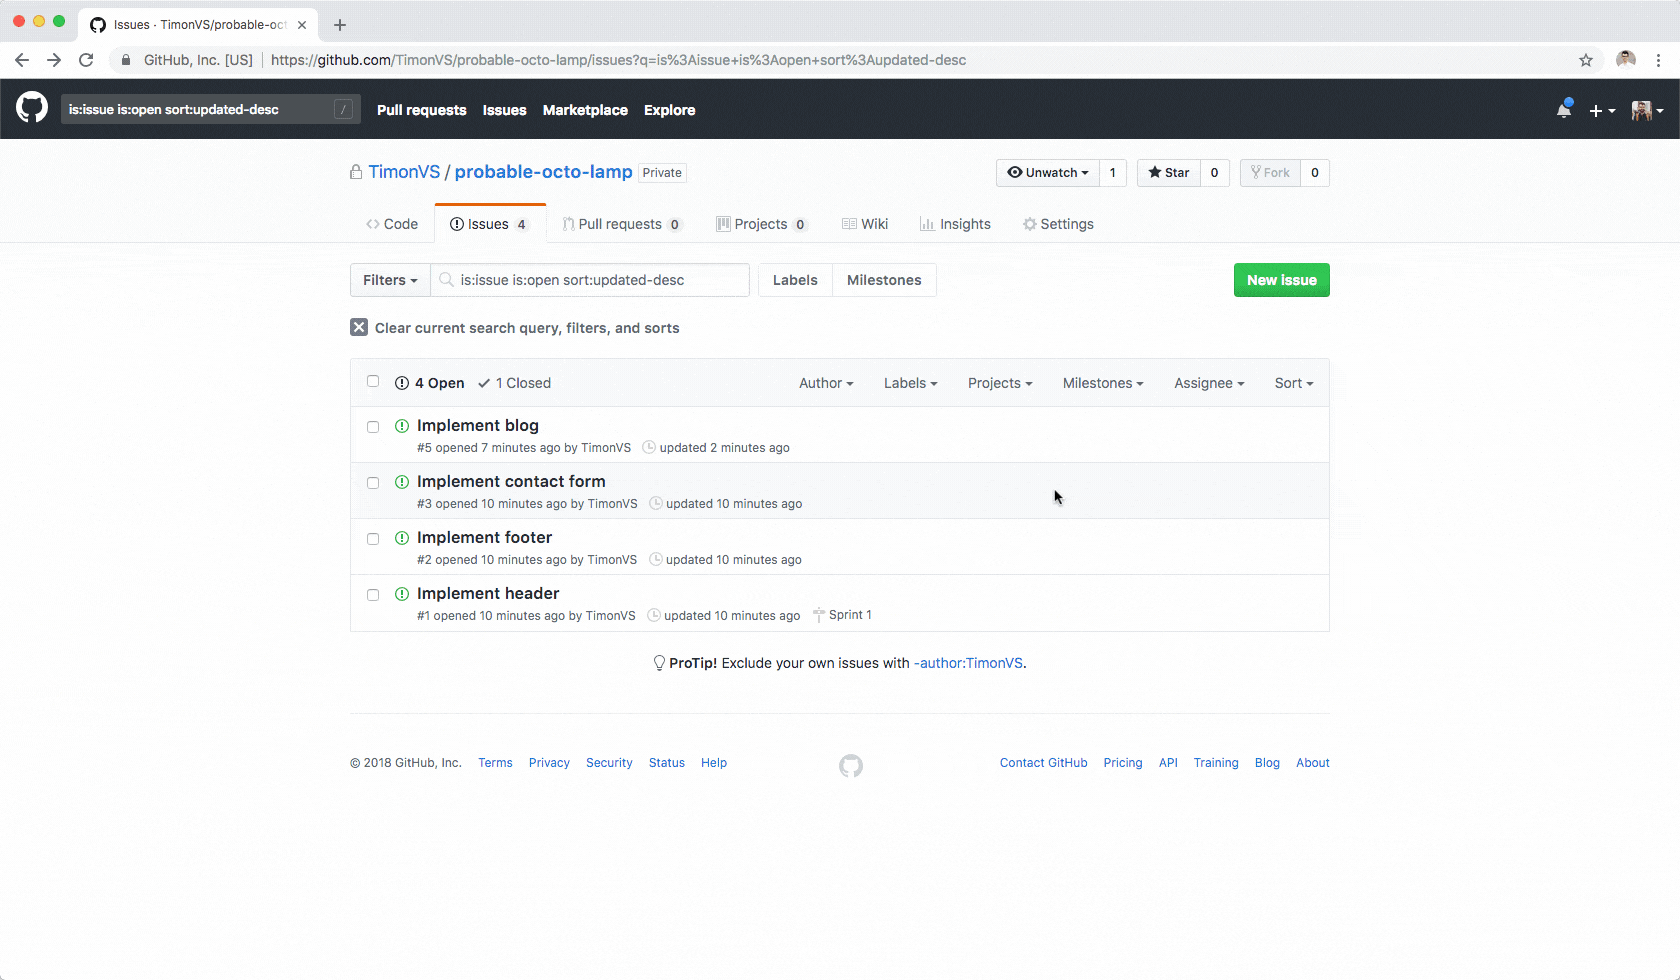 Issues · TimonVS/probable-oct
GitHub, Inc. [US] https://github.com/TimonVS/probable-octo-lamp/issues?q=is%3Aissue+is%3Aopen+sort%3Aupdated-desc
is:issue is:open sort:updated-desc / Pull requests Issues Marketplace Explore
TimonVS / probable-octo-lamp Private Unwatch 1 Star 0 Fork 0
Code Issues 4 Pull requests 0 Projects 0 Wiki Insights Settings
Filters is:issue is:open sort:updated-desc Labels Milestones New issue
Clear current search query, filters, and sorts
4 Open 1 Closed Author Labels Projects Milestones Assignee Sort
Implement blog
#5 opened 7 minutes ago by TimonVS updated 2 minutes ago
Implement contact form
#3 opened 10 minutes ago by TimonVS updated 10 minutes ago
Implement footer
#2 opened 10 minutes ago by TimonVS updated 10 minutes ago
Implement header
#1 opened 10 minutes ago by TimonVS updated 10 minutes ago Sprint 1
ProTip! Exclude your own issues with -author:TimonVS.
© 2018 GitHub, Inc. Terms Privacy Security Status Help Contact GitHub Pricing API Training Blog About